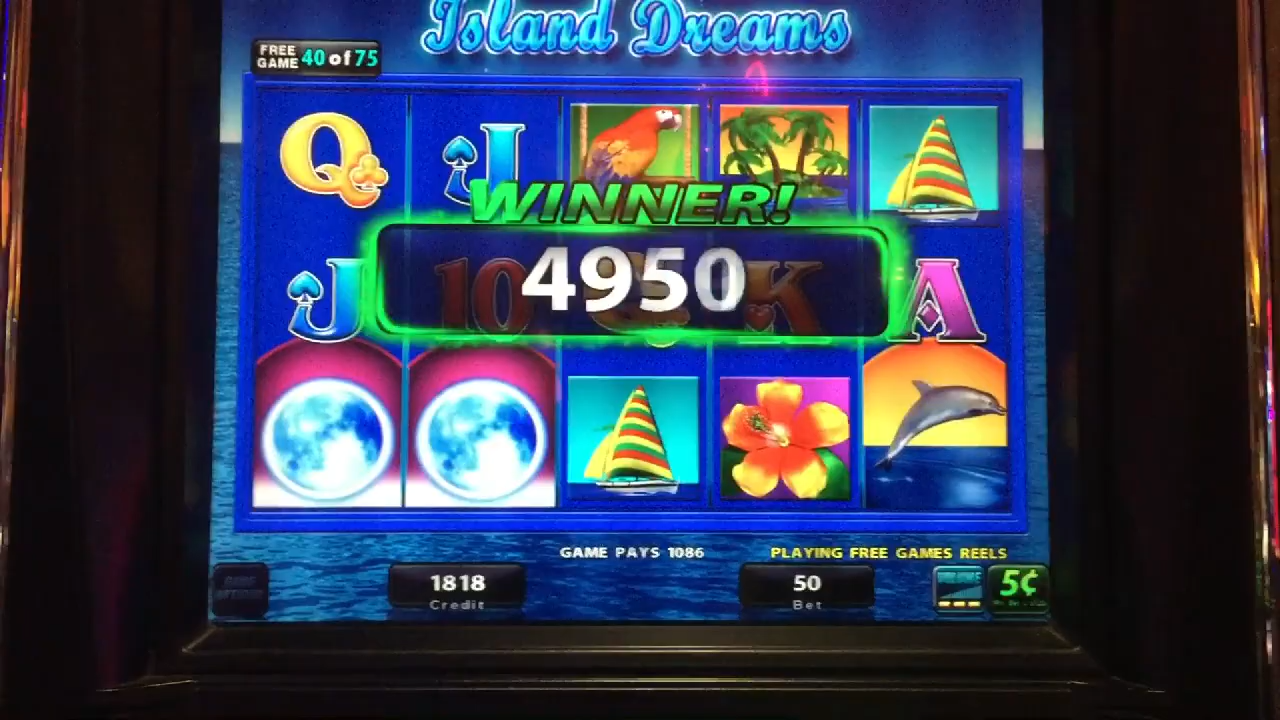 Island Dreams
FREE GAME 40 of 75
Q J
WINNER!
4950
J 10 K A
GAME PAYS 1086
PLAYING FREE GAMES REELS
1818
Credit
50
Bet
5¢